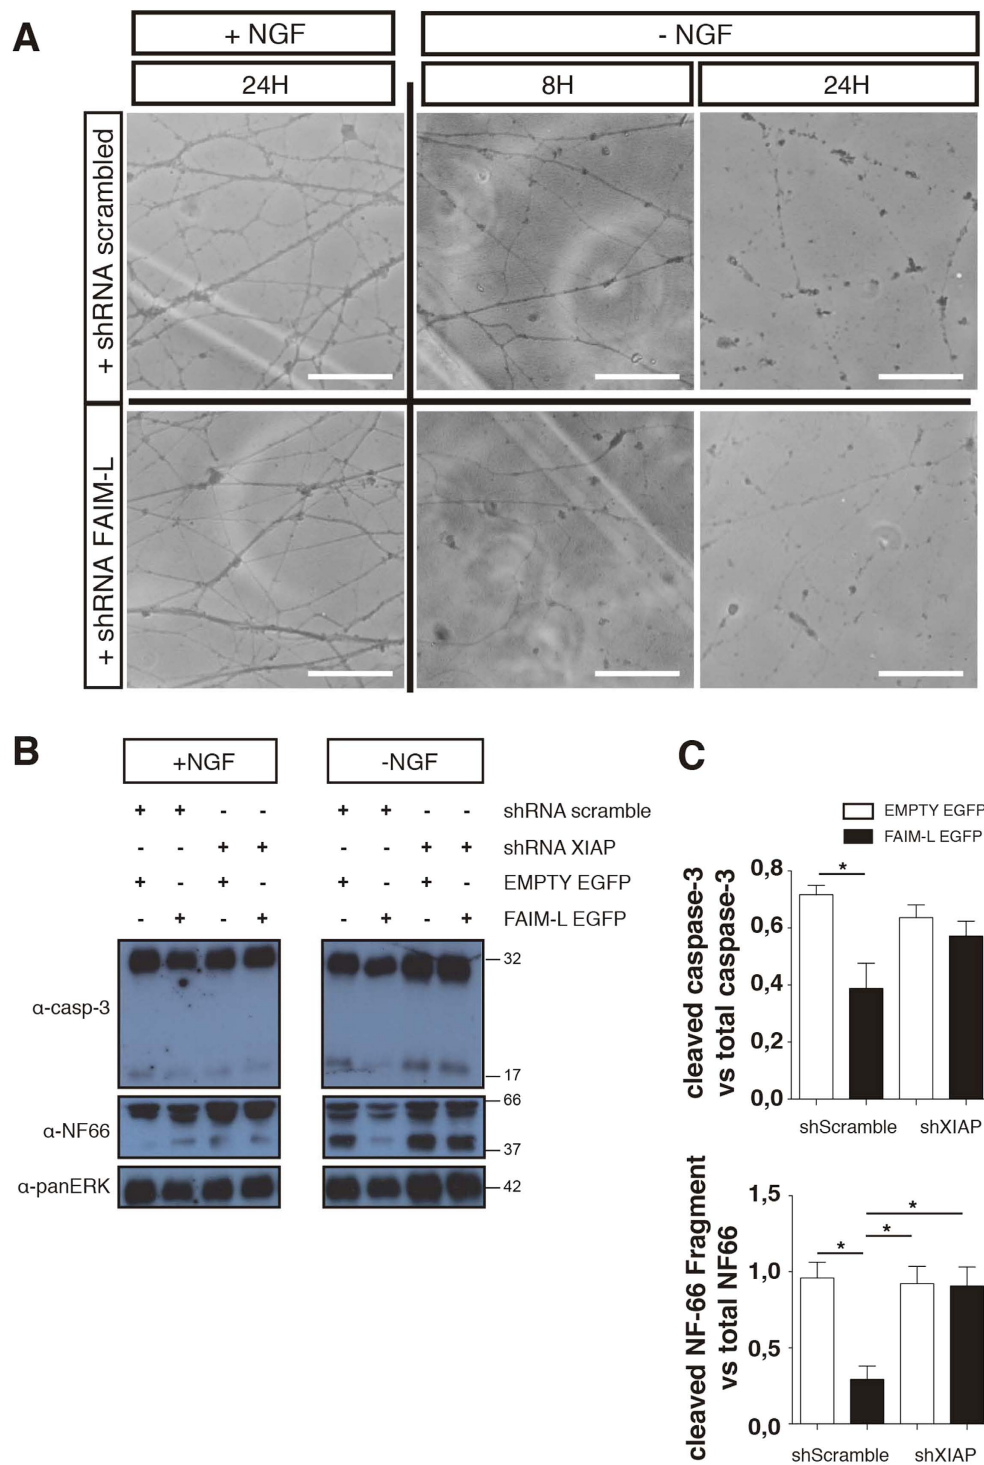 A
+ NGF
- NGF
24H
8H
24H
+ shRNA scrambled
+ shRNA FAIM-L
B
+NGF
-NGF
+ + - - + + - - shRNA scramble
- - + + - - + + shRNA XIAP
+ - + - + - + - EMPTY EGFP
- + - + - + - + FAIM-L EGFP
α-casp-3
32
17
α-NF66
66
37
α-panERK
42
C
EMPTY EGFP
FAIM-L EGFP
cleaved caspase-3
vs total caspase-3
0,8
0,6
0,4
0,2
0,0
*
shScramble shXIAP
cleaved NF-66 Fragment
vs total NF66
1,5
1,0
0,5
0,0
*
*
*
shScramble shXIAP